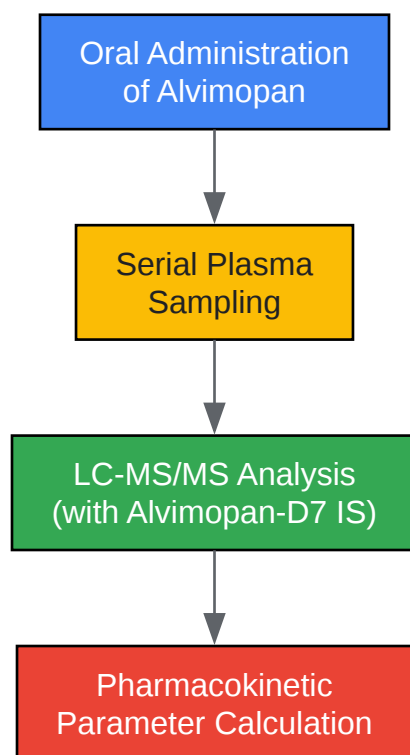 Oral Administration
of Alvimopan
Serial Plasma
Sampling
LC-MS/MS Analysis
(with Alvimopan-D7 IS)
Pharmacokinetic
Parameter Calculation